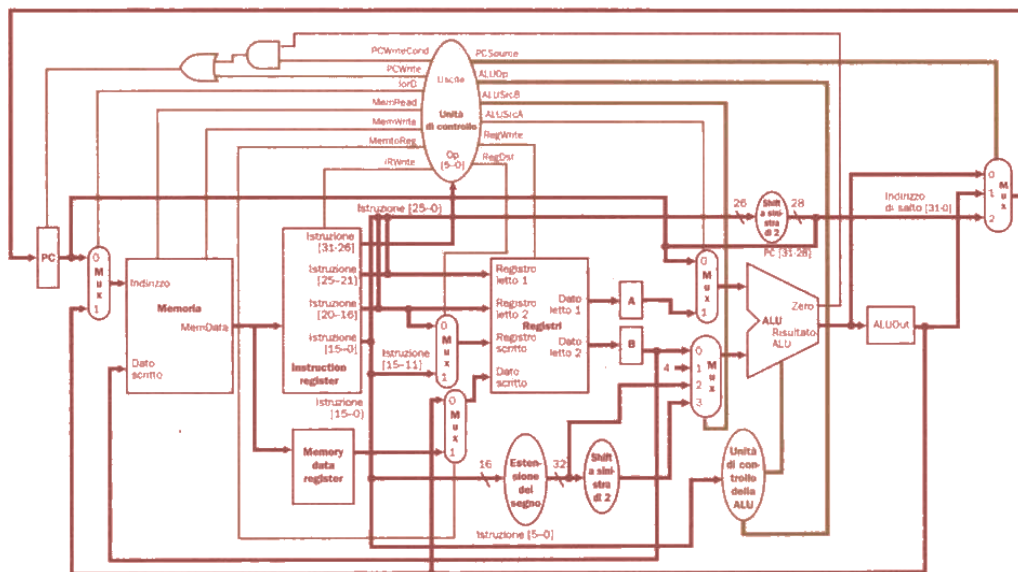 PCWriteCond
PCSource
PCWrite
ALUOp
IorD
Uscite
ALUSrcB
MemRead
Unità
di controllo
ALUSrcA
MemWrite
RegWrite
MemtoReg
RegDst
Op
[5–0]
IRWrite
0
M
u
x
1
2
Istruzione [25–0]
26
28
Shift
a sini-
stra
di 2
Indirizzo
di salto [31-0]
PC [31-28]
PC
0
M
u
x
1
Indirizzo
Memoria
MemData
Dato
scritto
Istruzione
[31-26]
Istruzione
[25–21]
Istruzione
[20–16]
Istruzione
[15–0]
Instruction
register
Istruzione
[15–11]
Istruzione
[15–0]
0
M
u
x
1
0
M
u
x
1
Memory
data
register
Registro
letto 1
Registro
letto 2
Registri
Registro
scritto
Dato
scritto
Dato
letto 1
Dato
letto 2
A
B
0
M
u
x
1
4
0
1
2
3
M
u
x
Zero
ALU
Risultato
ALU
ALUOut
16
Esten-
sione
del
segno
32
Shift
a sini-
stra
di 2
Unità
di con-
trollo
della
ALU
Istruzione [5–0]